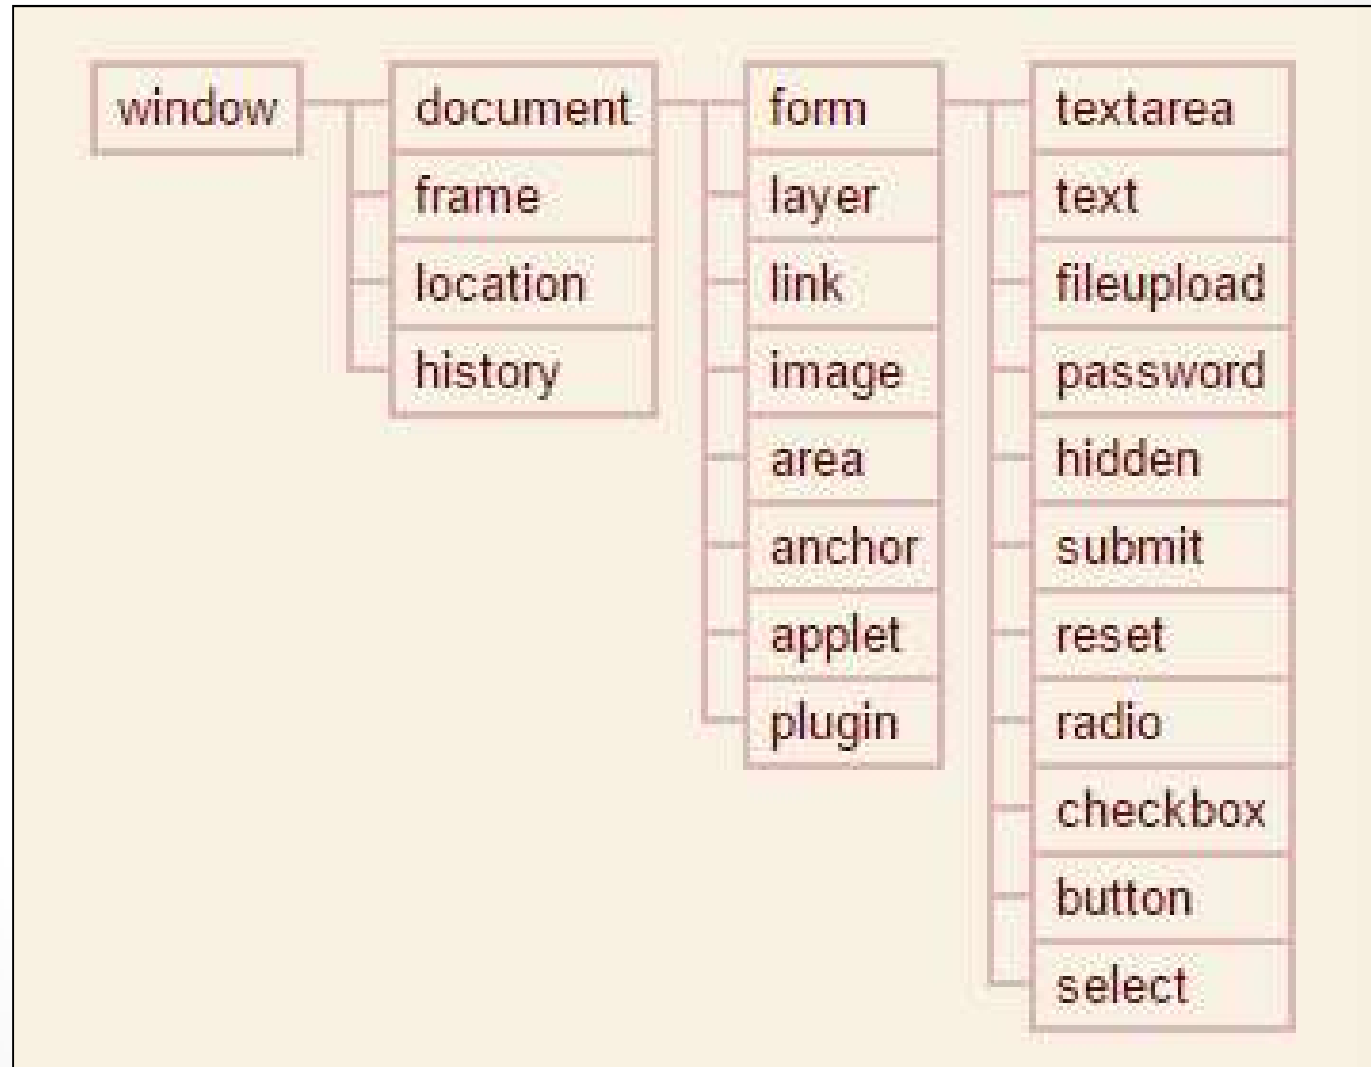 window
document
frame
location
history
form
layer
link
image
area
anchor
applet
plugin
textarea
text
fileupload
password
hidden
submit
reset
radio
checkbox
button
select